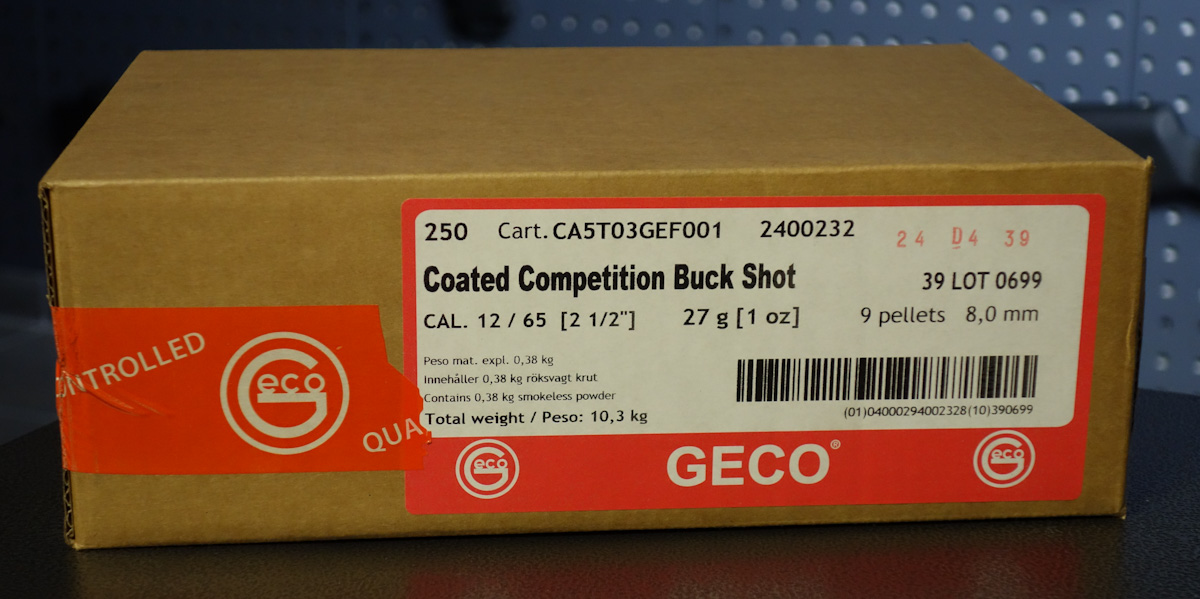 250 Cart. CA5T03GEF001 2400232 24 D4 39
Coated Competition Buck Shot 39 LOT 0699
CAL. 12 / 65 [2 1/2"] 27 g [1 oz] 9 pellets 8,0 mm
Peso mat. expl. 0,38 kg
Innehåller 0,38 kg röksvagt krut
Contains 0,38 kg smokeless powder
Total weight / Peso: 10,3 kg
(01)04000294002328(10)390699
Geco
GECO®
Geco
NTROLLED
Geco
QUA